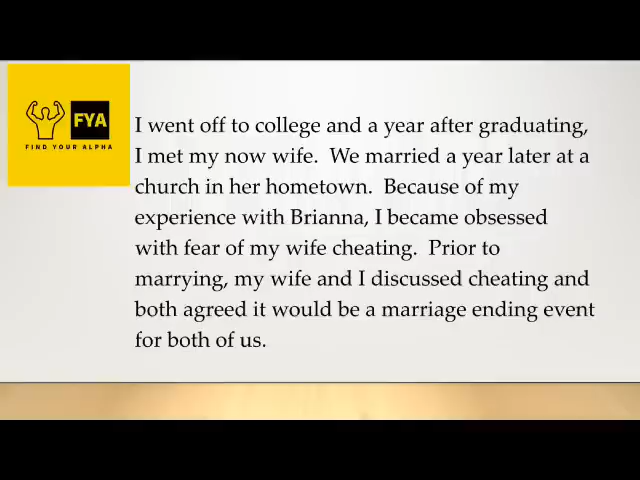 FYA
FIND YOUR ALPHA
I went off to college and a year after graduating,
I met my now wife.  We married a year later at a
church in her hometown.  Because of my
experience with Brianna, I became obsessed
with fear of my wife cheating.  Prior to
marrying, my wife and I discussed cheating and
both agreed it would be a marriage ending event
for both of us.